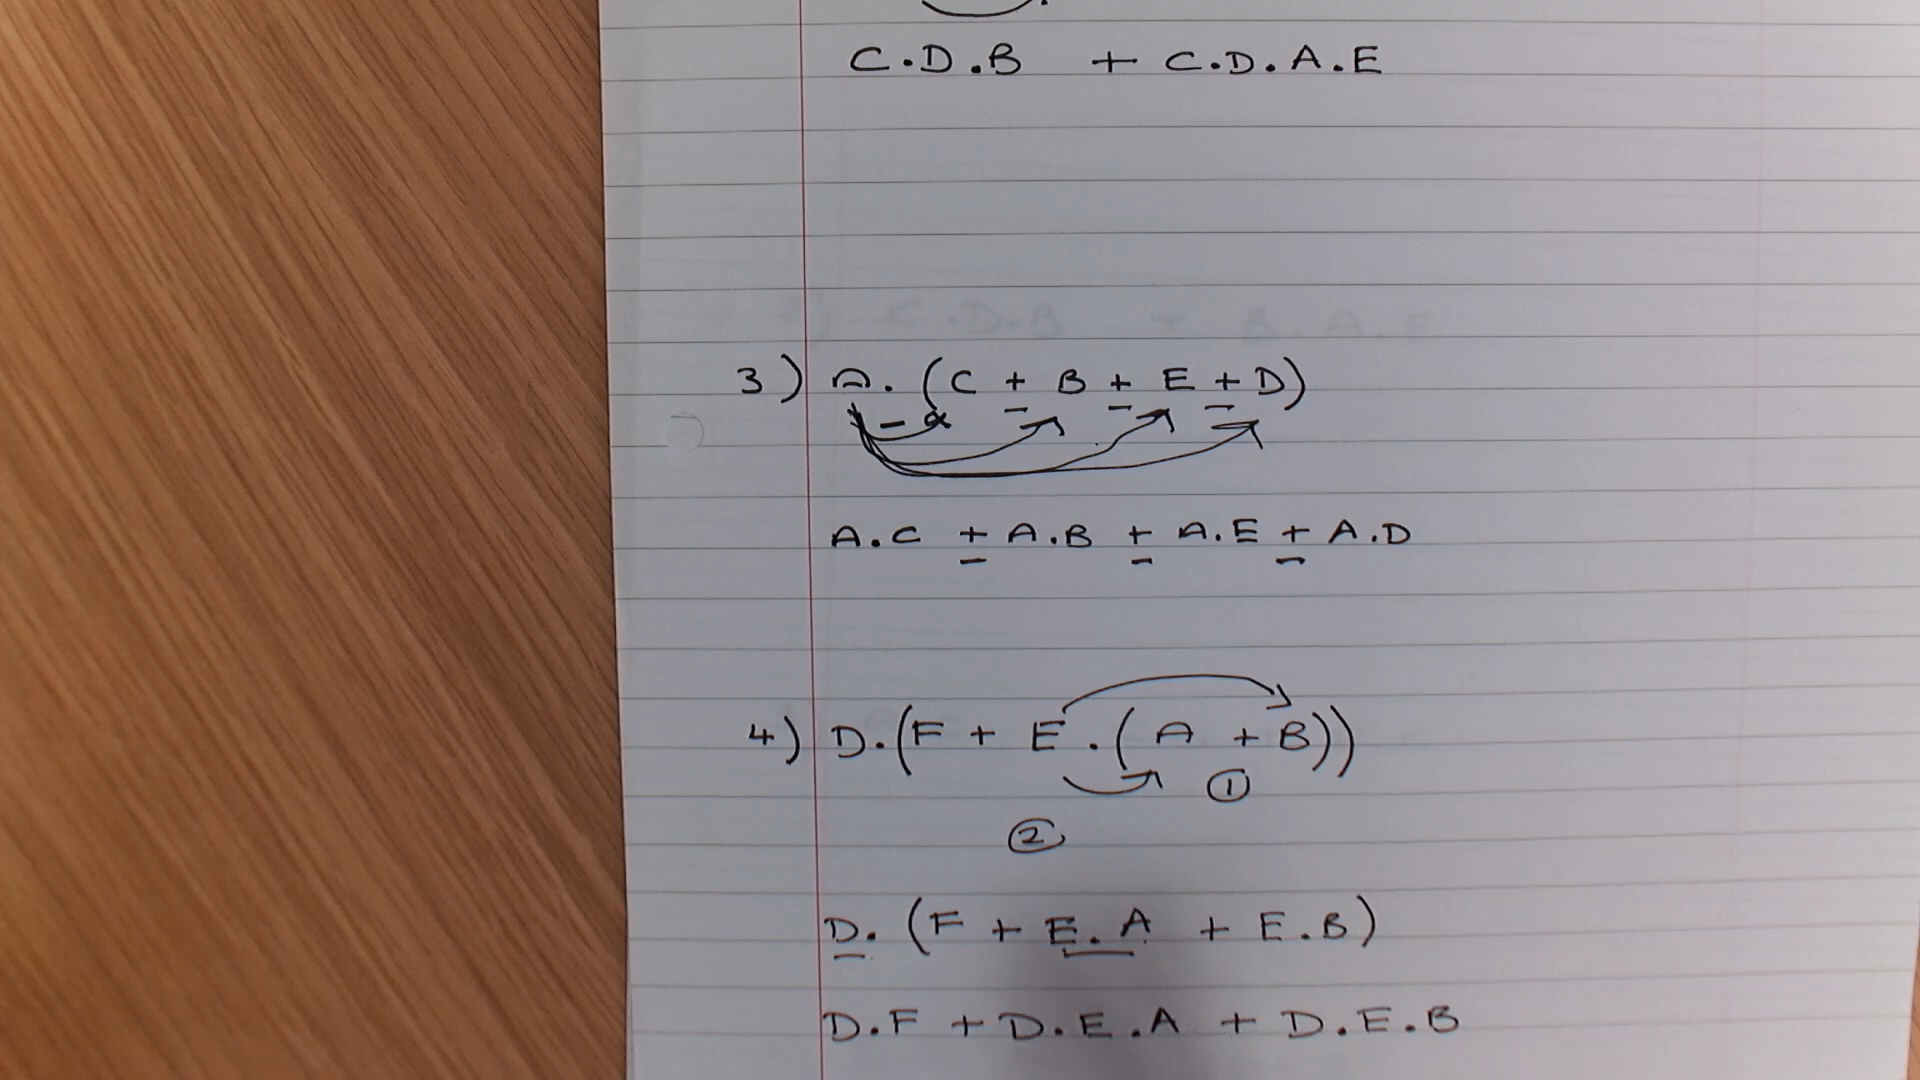 C.D.B + C.D.A.E
3) A. (C + B + E + D)
A.C + A.B + A.E + A.D
4) D.(F + E.(A + B))
1
2
D. (F + E.A + E.B)
D.F + D.E.A + D.E.B